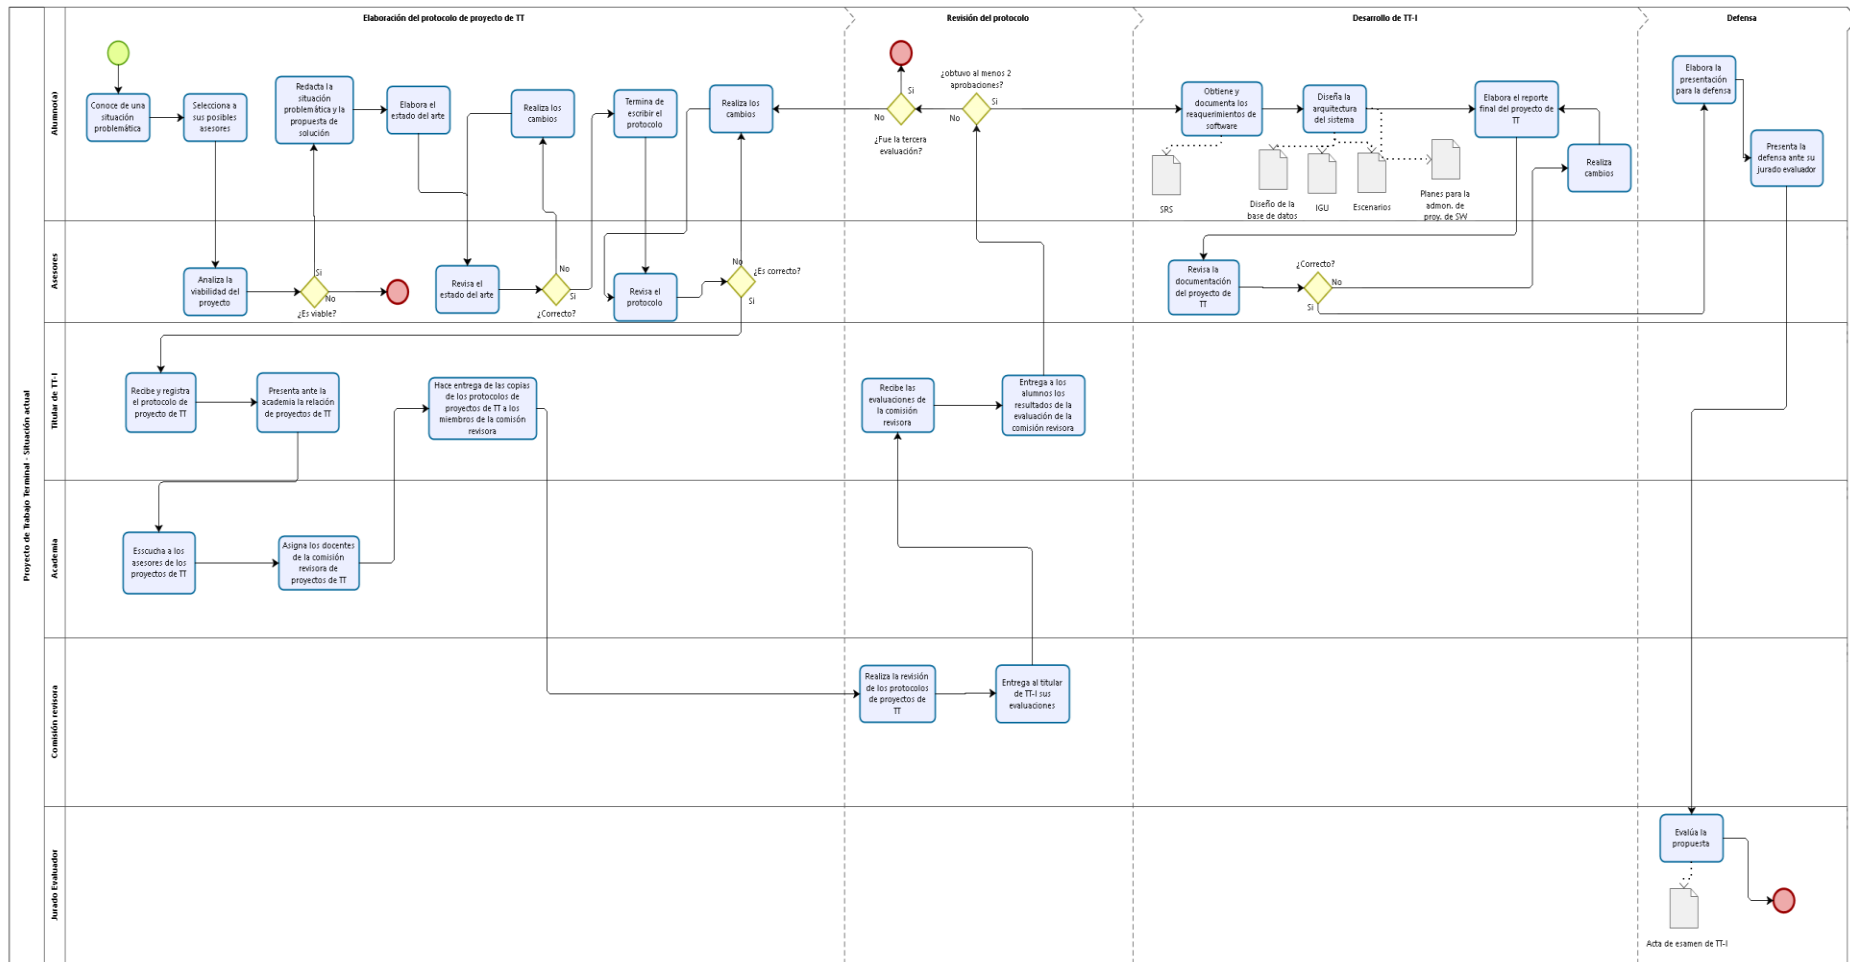 Elaboración del protocolo de proyecto de TT
Revisión del protocolo
Desarrollo de TT-I
Defensa
Proyecto de Trabajo Terminal - Situación actual
Alumno(a)
Conoce de una
situación
problemática
Selecciona a
sus posibles
asesores
Redacta la
situación
problemática y la
propuesta de
solución
Elabora el
estado del arte
Realiza los
cambios
Termina de
escribir el
protocolo
Realiza los
cambios
Si
No
¿Fue la tercera
evaluación?
¿obtuvo al menos 2
aprobaciones?
Si
No
Obtiene y
documenta los
reaquerimientos de
software
Diseña la
arquitectura
del sistema
Elabora el reporte
final del proyecto de
TT
Realiza
cambios
SRS
Diseño de la
base de datos
IGU
Escenarios
Planes para la
admon. de
proy. de SW
Elabora la
presentación
para la defensa
Presenta la
defensa ante su
jurado evaluador
Asesores
Analiza la
viabilidad del
proyecto
Si
No
¿Es viable?
Revisa el
estado del arte
No
Si
¿Correcto?
Revisa el
protocolo
No
¿Es correcto?
Si
Revisa la
documentación
del proyecto de
TT
¿Correcto?
No
Si
Titular de TT-I
Recibe y registra
el protocolo de
proyecto de TT
Presenta ante la
academia la relación
de proyectos de TT
Hace entrega de las copias
de los protocolos de
proyectos de TT a los
miembros de la comisón
revisora
Recibe las
evaluaciones de
la comisión
revisora
Entrega a los
alumnos los
resultados de la
evaluación de la
comisión revisora
Academia
Esscucha a los
asesores de los
proyectos de TT
Asigna los docentes
de la comisión
revisora de
proyectos de TT
Comisión revisora
Realiza la revisión
de los protocolos
de proyectos de
TT
Entrega al titular
de TT-I sus
evaluaciones
Jurado Evaluador
Evalúa la
propuesta
Acta de examen de TT-I